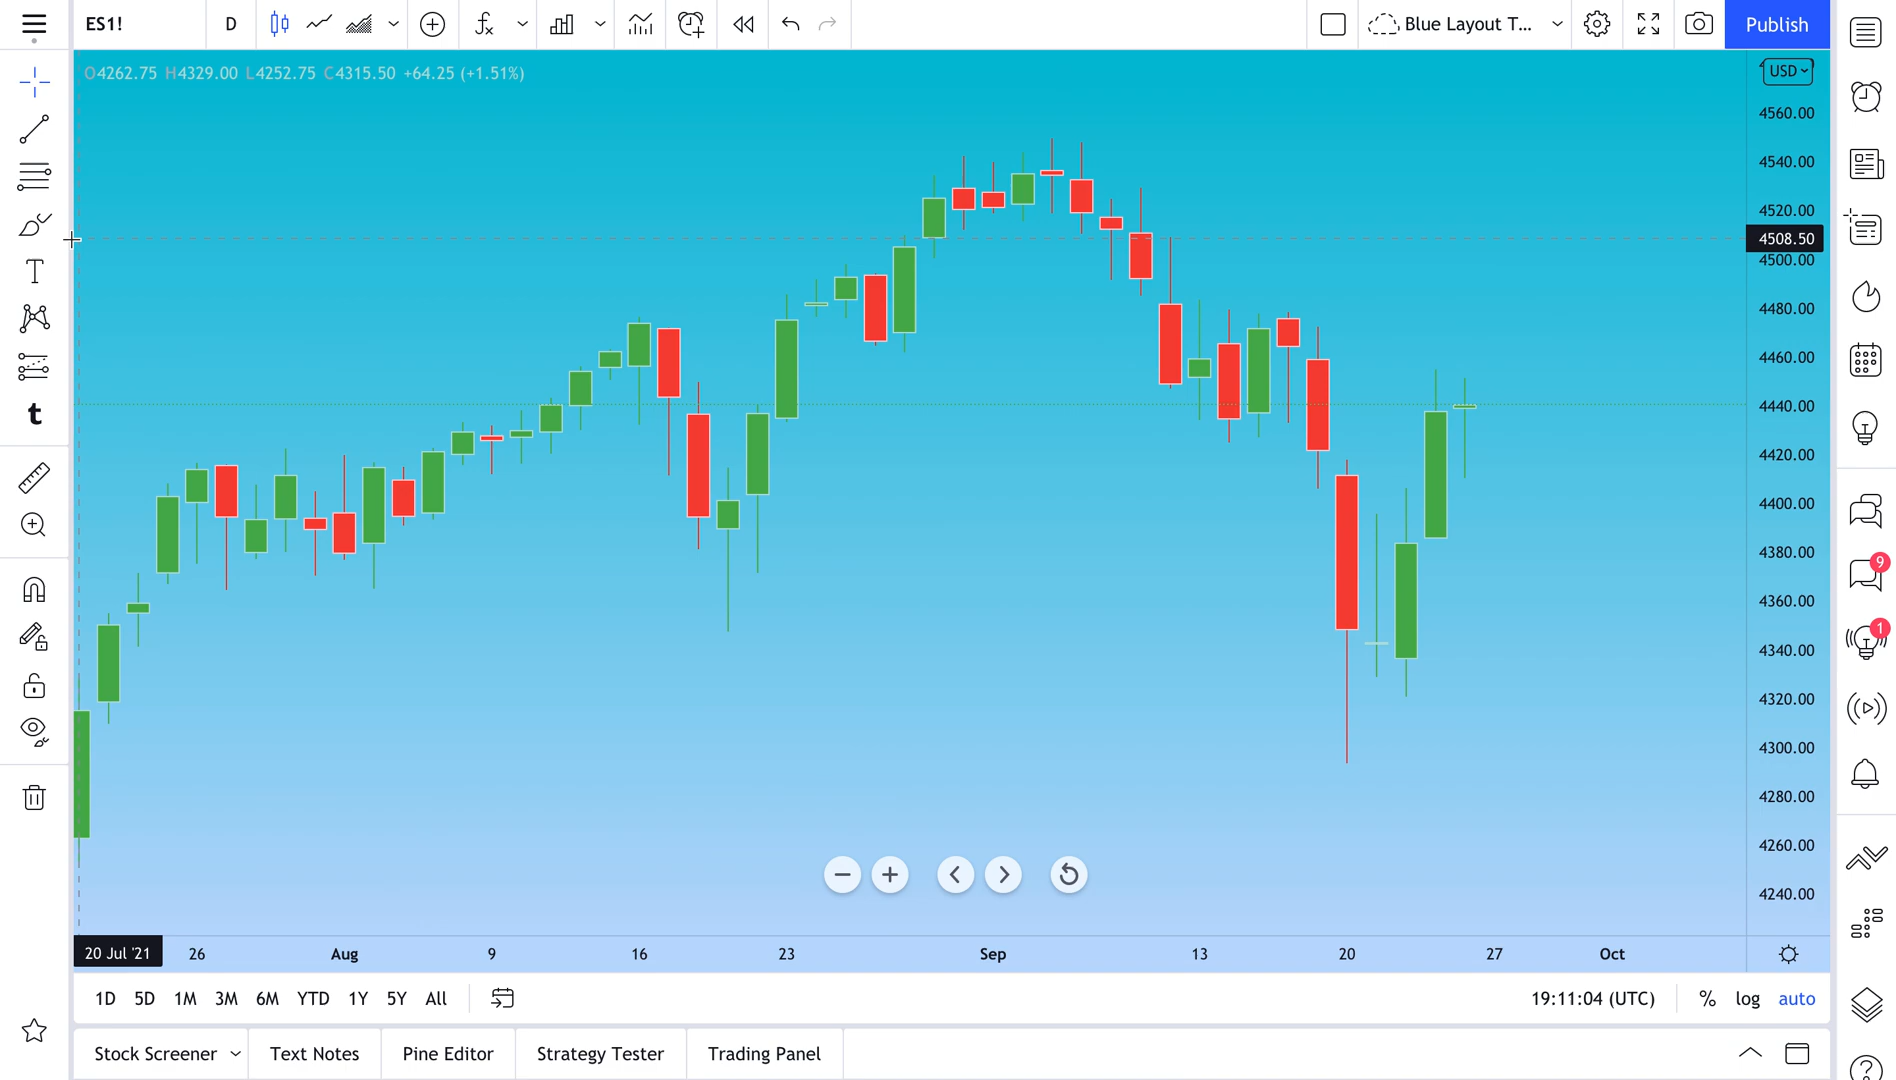 ES1!
D
Blue Layout T...
Publish
O4262.75 H4329.00 L4252.75 C4315.50 +64.25 (+1.51%)
USD
4560.00
4540.00
4520.00
4508.50
4500.00
4480.00
4460.00
4440.00
4420.00
4400.00
4380.00
4360.00
4340.00
4320.00
4300.00
4280.00
4260.00
4240.00
T
t
9
1
20 Jul '21 26 Aug 9 16 23 Sep 13 20 27 Oct
1D 5D 1M 3M 6M YTD 1Y 5Y All
19:11:04 (UTC) % log auto
Stock Screener Text Notes Pine Editor Strategy Tester Trading Panel